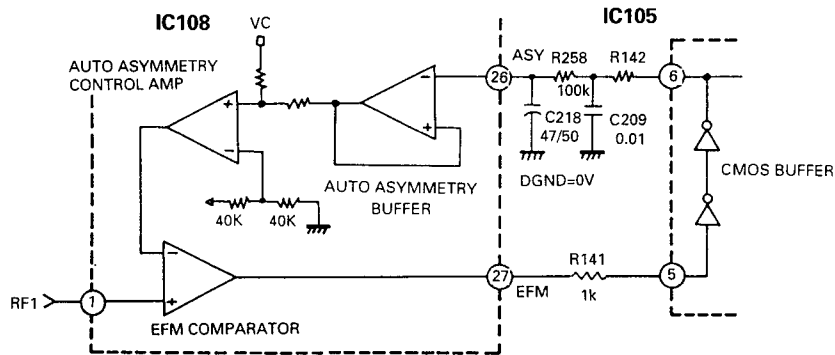 IC108
IC105
VC
AUTO ASYMMETRY
CONTROL AMP
ASY
R258
R142
26
6
100k
C218
47/50
C209
0.01
DGND=0V
CMOS BUFFER
AUTO ASYMMETRY
BUFFER
40K
40K
R141
27
5
EFM
1k
RF1
1
EFM COMPARATOR
+
−
−
+
−
+